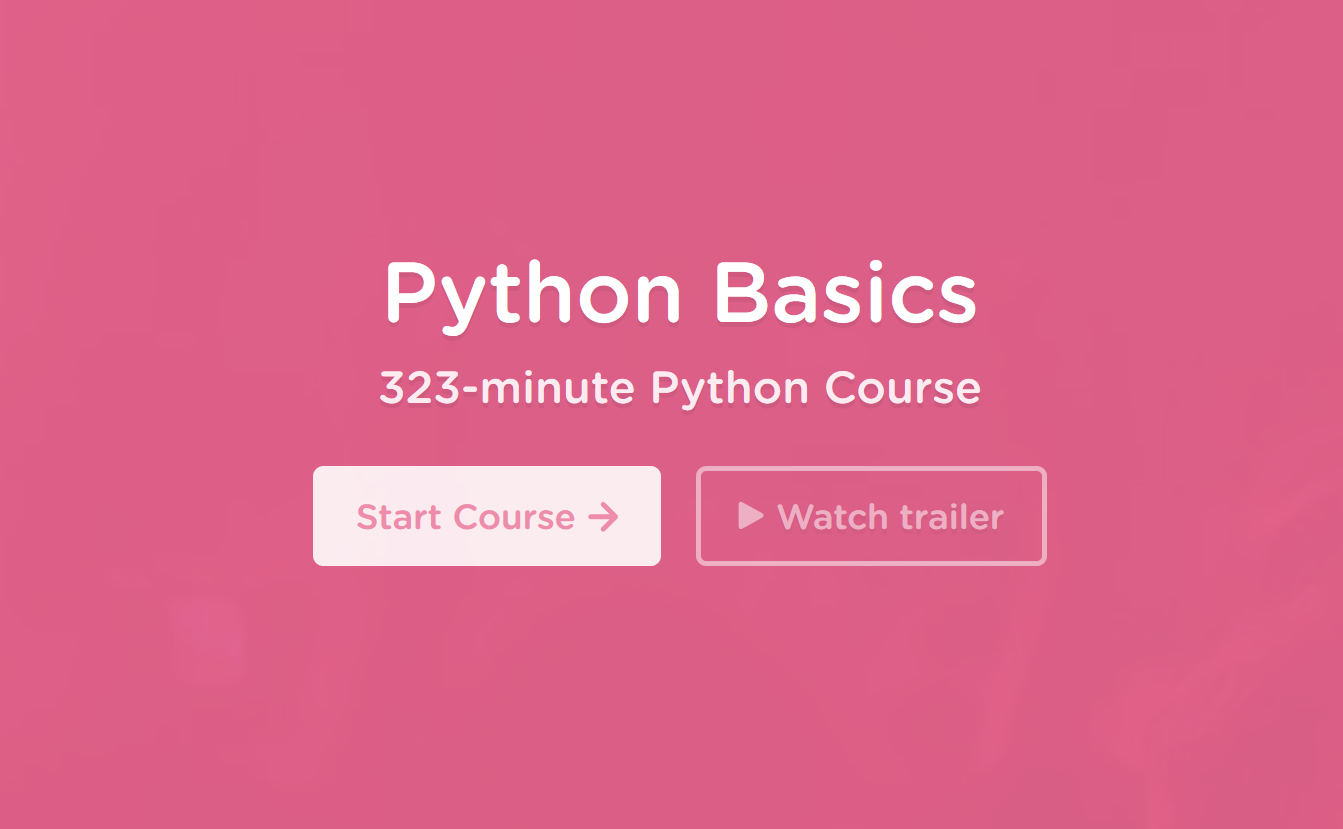 Python Basics
323-minute Python Course
Start Course →
Watch trailer